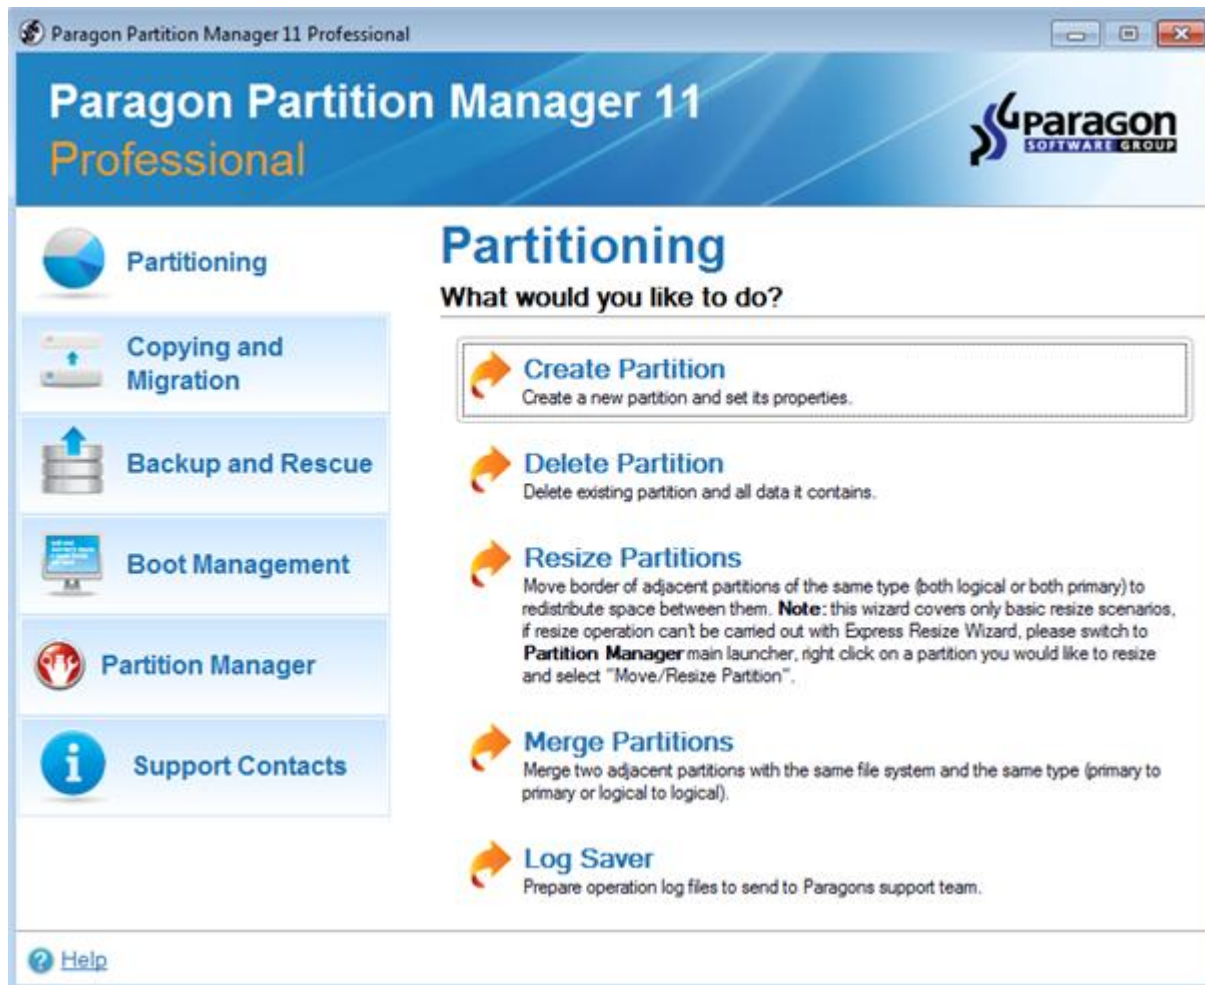 Paragon Partition Manager 11 Professional
Paragon Partition Manager 11
Professional
Paragon
SOFTWARE GROUP
Partitioning
Copying and
Migration
Backup and Rescue
Boot Management
Partition Manager
Support Contacts
Partitioning
What would you like to do?
Create Partition
Create a new partition and set its properties.
Delete Partition
Delete existing partition and all data it contains.
Resize Partitions
Move border of adjacent partitions of the same type (both logical or both primary) to
redistribute space between them. Note: this wizard covers only basic resize scenarios,
if resize operation can't be carried out with Express Resize Wizard, please switch to
Partition Manager main launcher, right click on a partition you would like to resize
and select "Move/Resize Partition".
Merge Partitions
Merge two adjacent partitions with the same file system and the same type (primary to
primary or logical to logical).
Log Saver
Prepare operation log files to send to Paragons support team.
Help